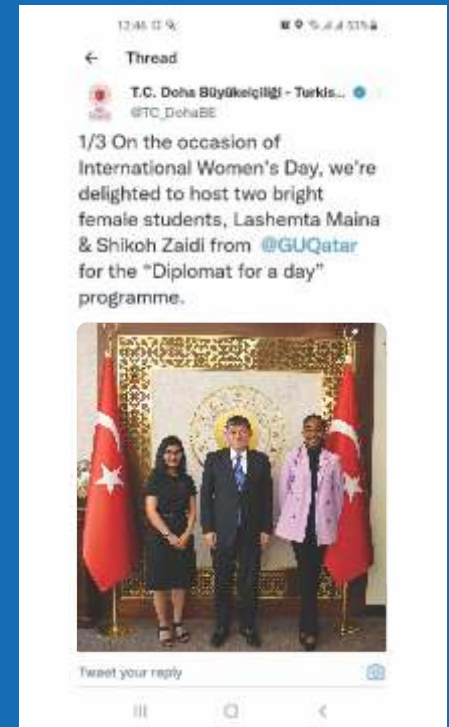 Thread
T.C. Doha Büyükelçiliği - Turkis...
@TC_DohaBE
1/3 On the occasion of
International Women's Day, we're
delighted to host two bright
female students, Lashemta Maina
& Shikoh Zaidi from @GUQatar
for the "Diplomat for a day"
programme.
Tweet your reply